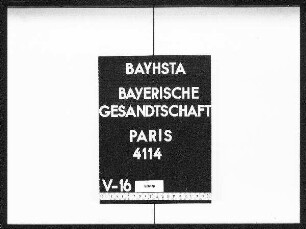 BAYHSTA
BAYERISCHE
GESANDTSCHAFT
PARIS
4114
V-16